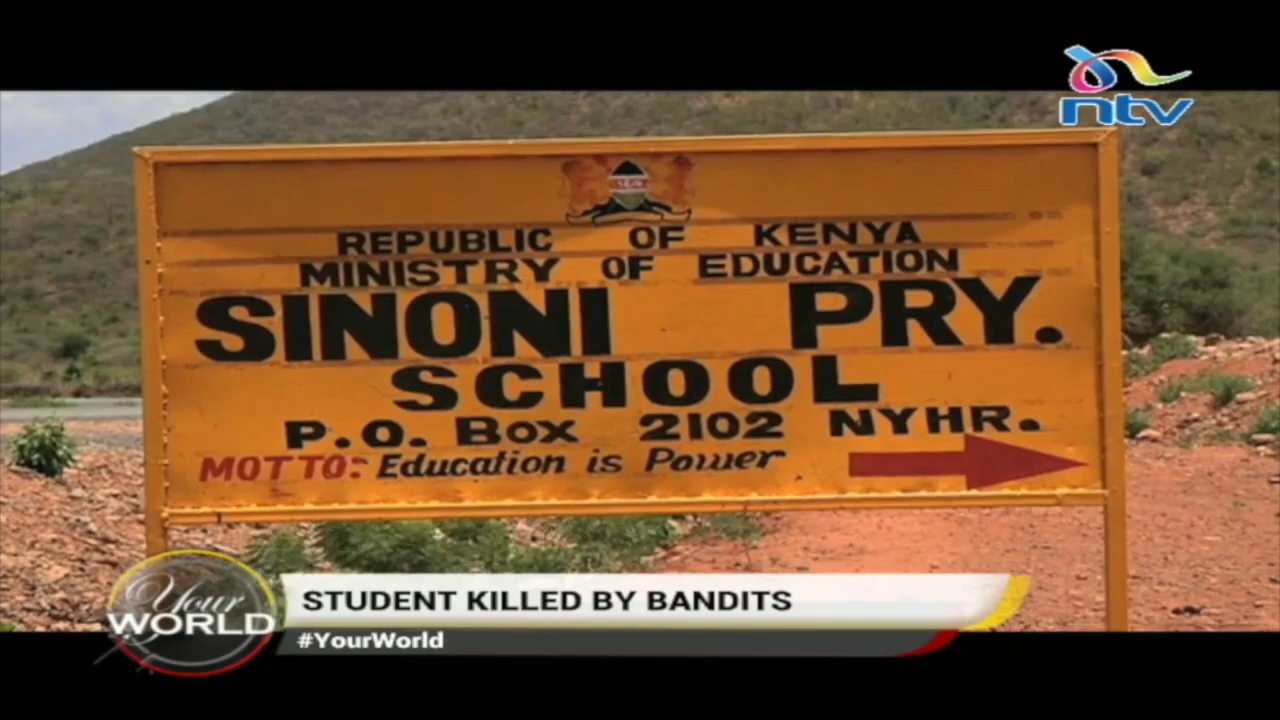 ntv
REPUBLIC OF KENYA
MINISTRY OF EDUCATION
SINONI PRY.
SCHOOL
P.O. Box 2102 NYHR.
MOTTO: Education is Power
Your
WORLD
STUDENT KILLED BY BANDITS
#YourWorld